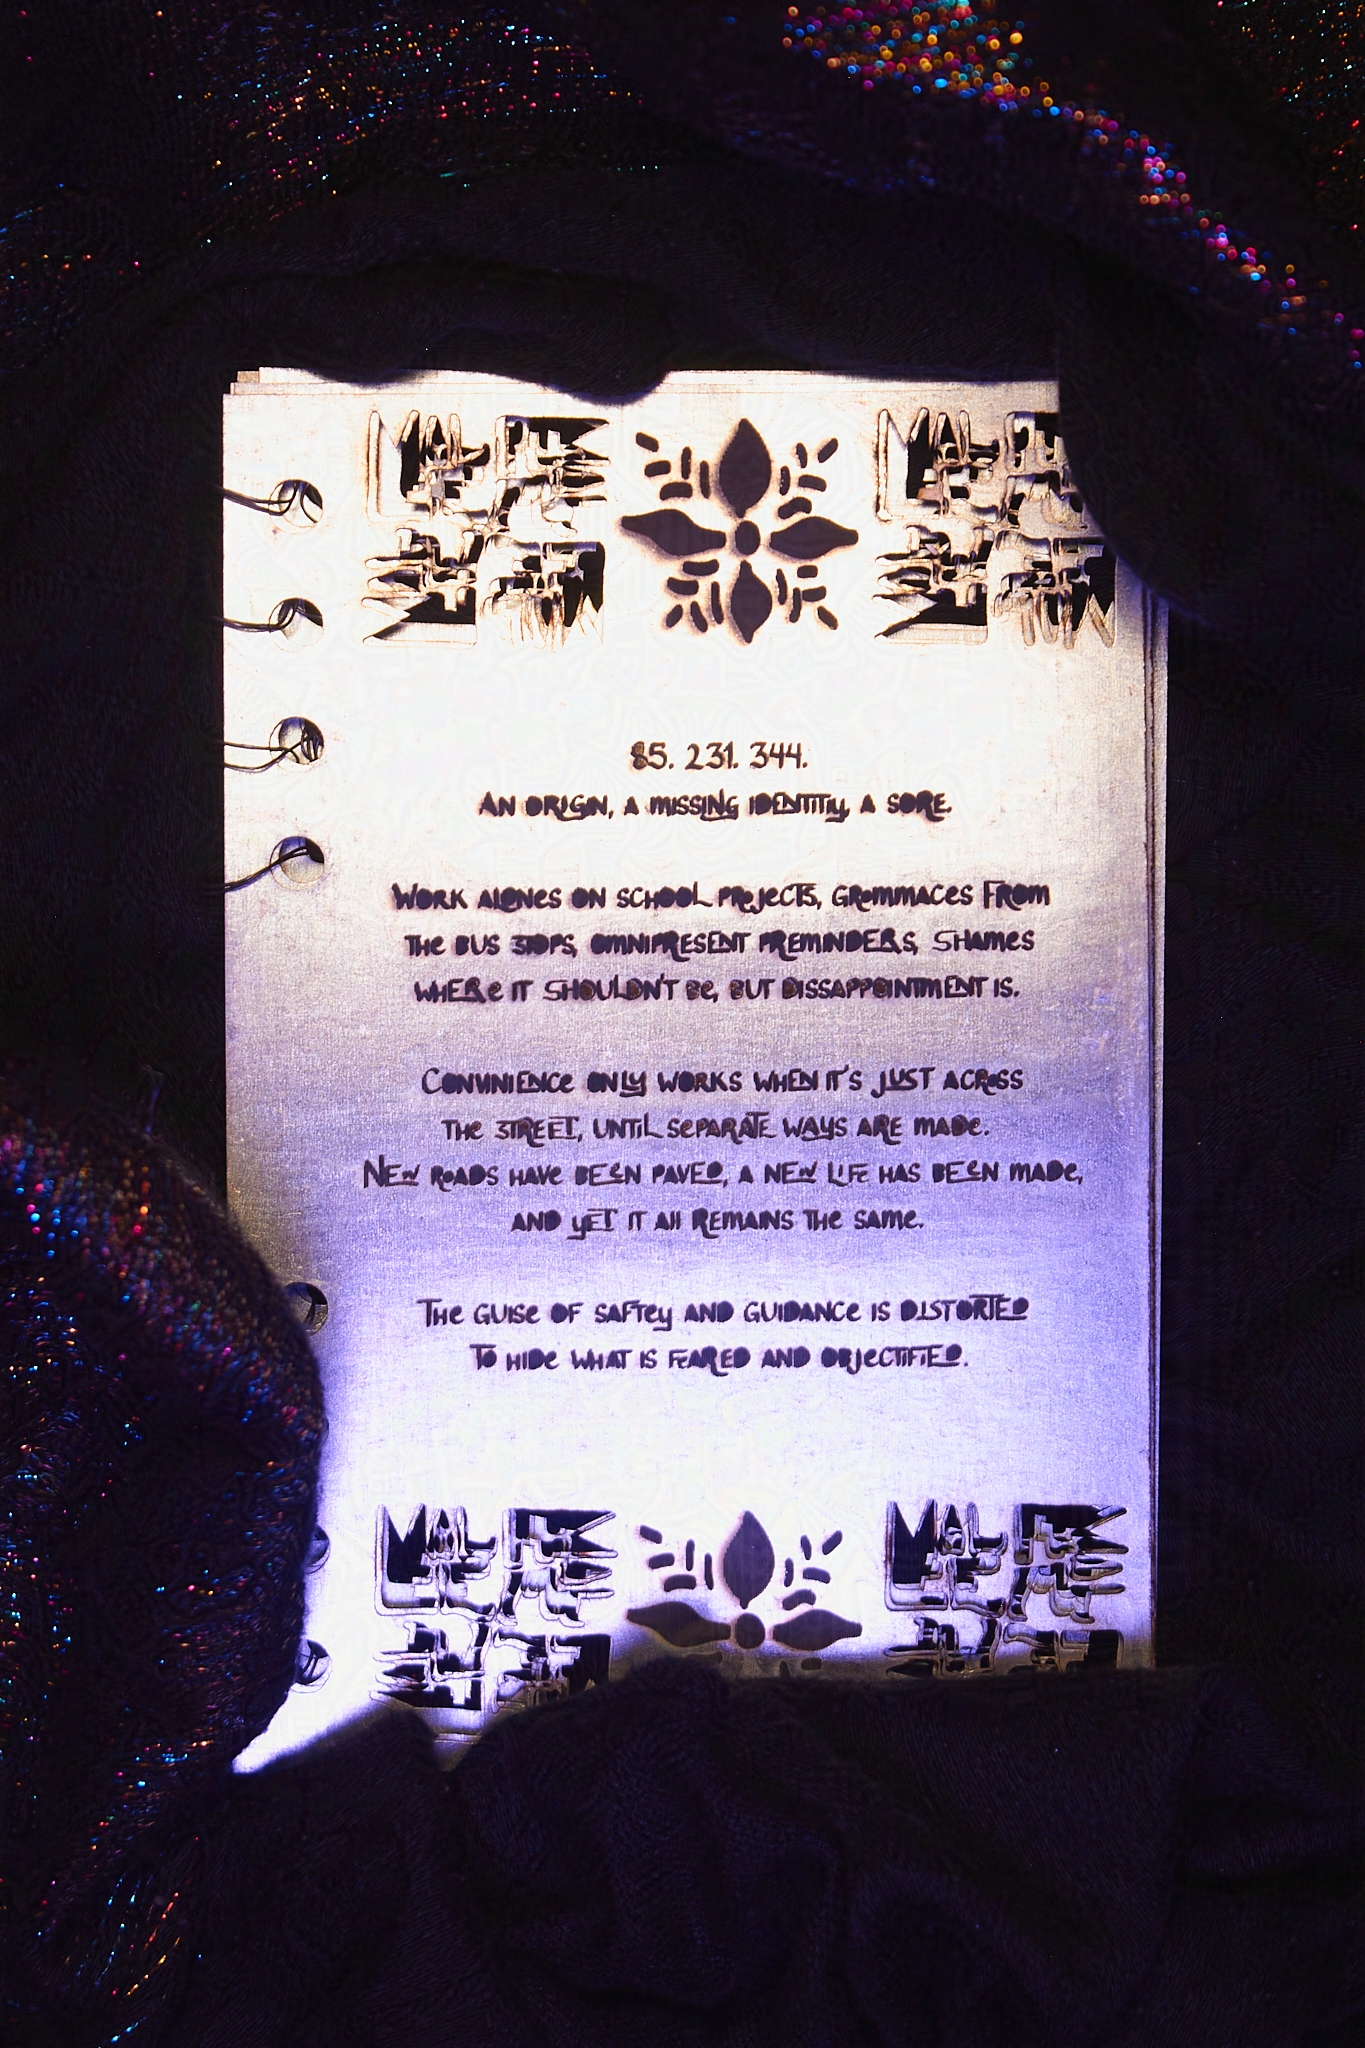 85. 231. 344.
AN ORIGIN, A MISSING IDENTITIY, A SORE.
WORK ALONES ON SCHOOL PROJECTS, GROMMACES FROM
THE BUS STOPS, OMNIPRESENT PREMINDERS, SHAMES
WHERE IT SHOULDN'T BE, BUT DISSAPPOINTMENT IS.
CONVINIENCE ONLY WORKS WHEN IT'S JUST ACROSS
THE STREET, UNTIL SEPARATE WAYS ARE MADE.
NEW ROADS HAVE BEEN PAVED, A NEW LIFE HAS BEEN MADE,
AND YET IT All REMAINS THE SAME.
THE GUISE OF SAFTEY AND GUIDANCE IS DISTORTED
TO HIDE WHAT IS FEARED AND OBJECTIFIED.